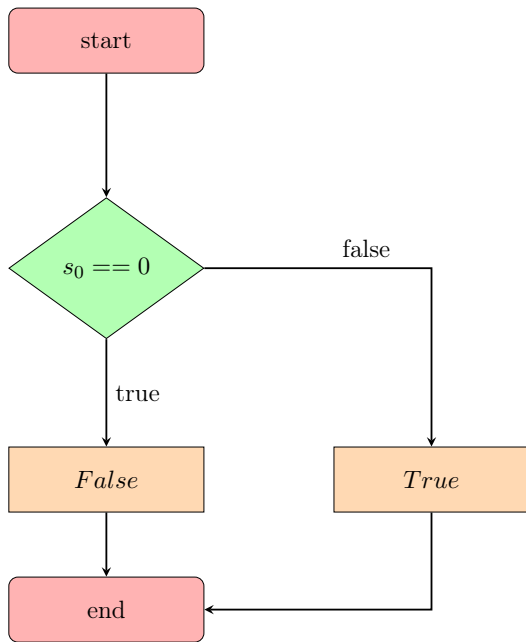 start
s₀ == 0
false
true
False
True
end